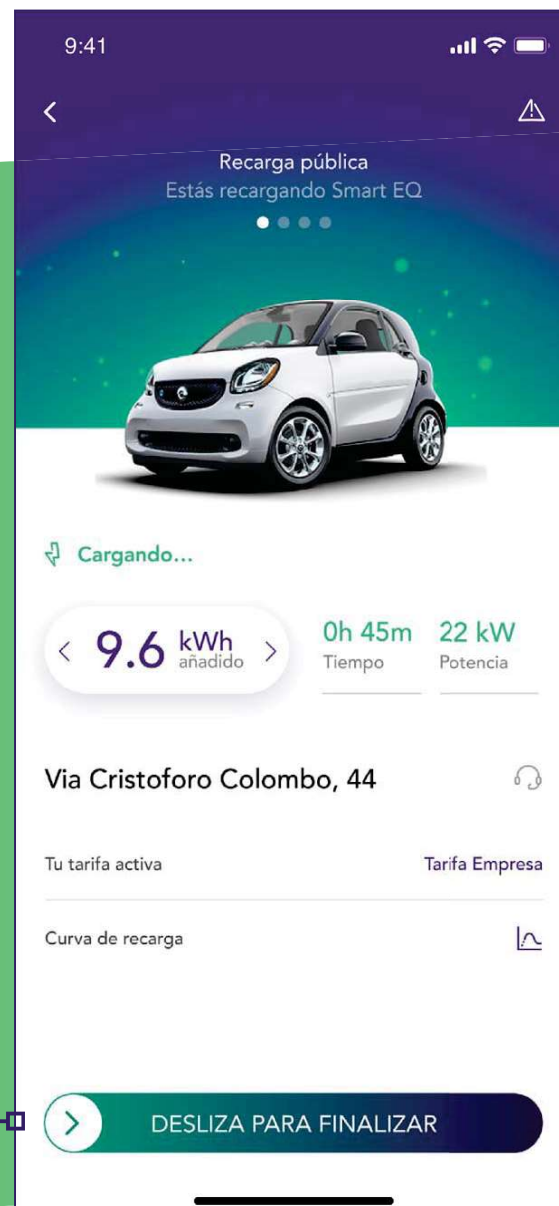 9:41
Recarga pública
Estás recargando Smart EQ
Cargando...
9.6 kWh añadido
0h 45m
Tiempo
22 kW
Potencia
Via Cristoforo Colombo, 44
Tu tarifa activa
Tarifa Empresa
Curva de recarga
DESLIZA PARA FINALIZAR